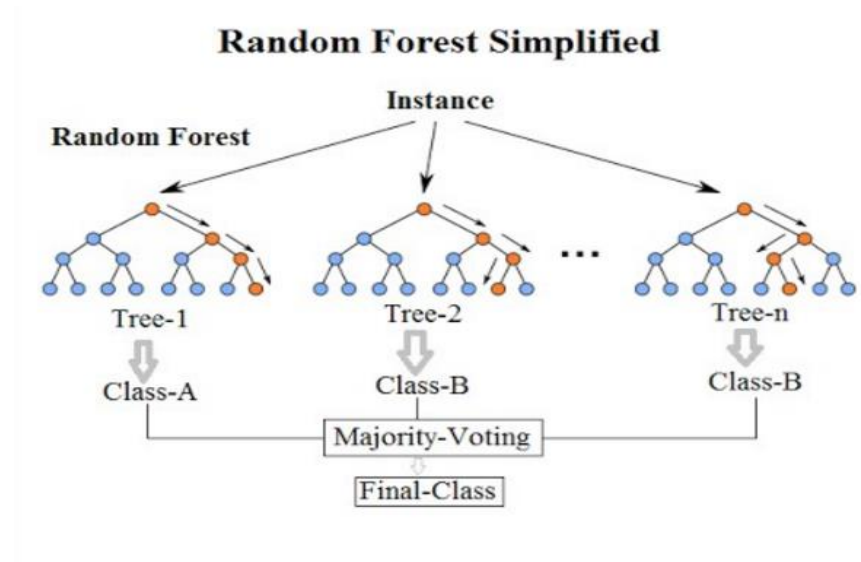 Random Forest Simplified
Instance
Random Forest
...
Tree-1
Tree-2
Tree-n
Class-A
Class-B
Class-B
Majority-Voting
Final-Class